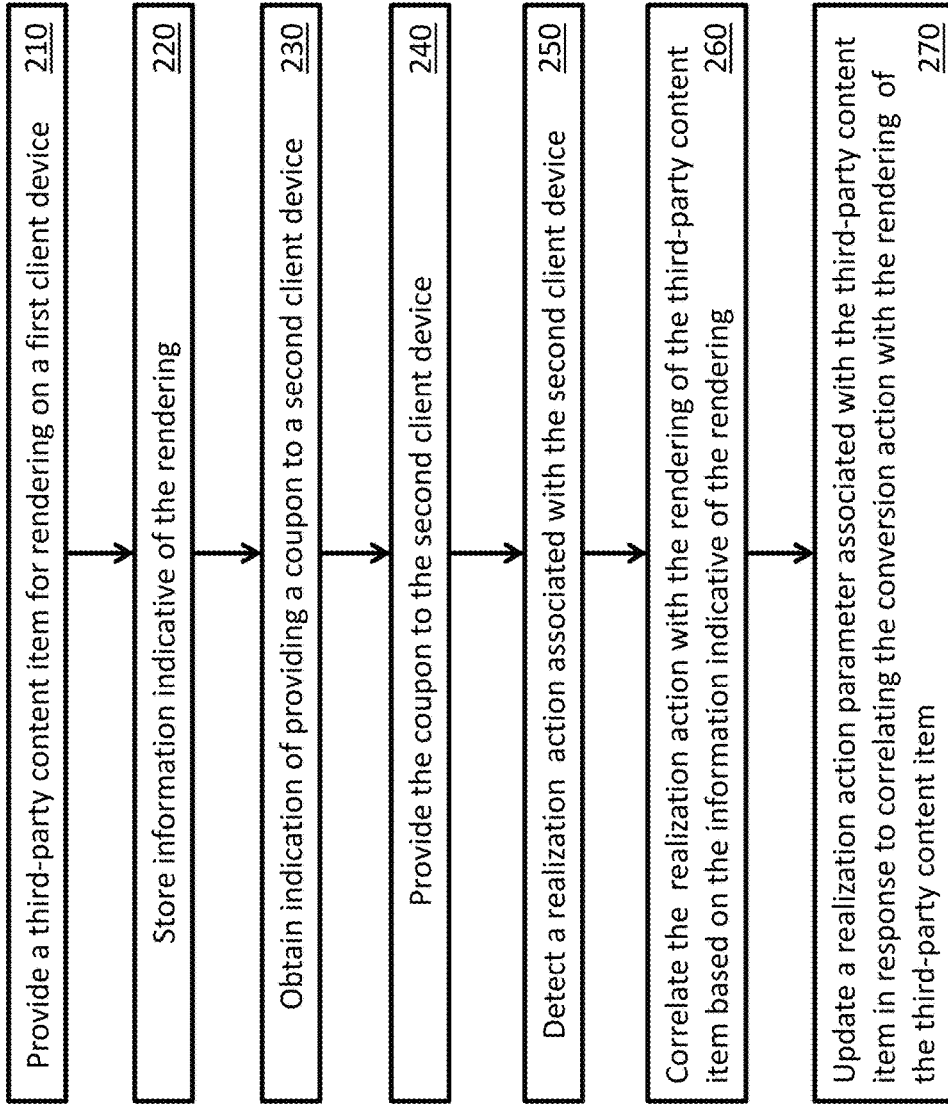 Provide a third-party content item for rendering on a first client device 210
Store information indicative of the rendering 220
Obtain indication of providing a coupon to a second client device 230
Provide the coupon to the second client device 240
Detect a realization action associated with the second client device 250
Correlate the realization action with the rendering of the third-party content
item based on the information indicative of the rendering 260
Update a realization action parameter associated with the third-party content
item in response to correlating the conversion action with the rendering of
the third-party content item 270